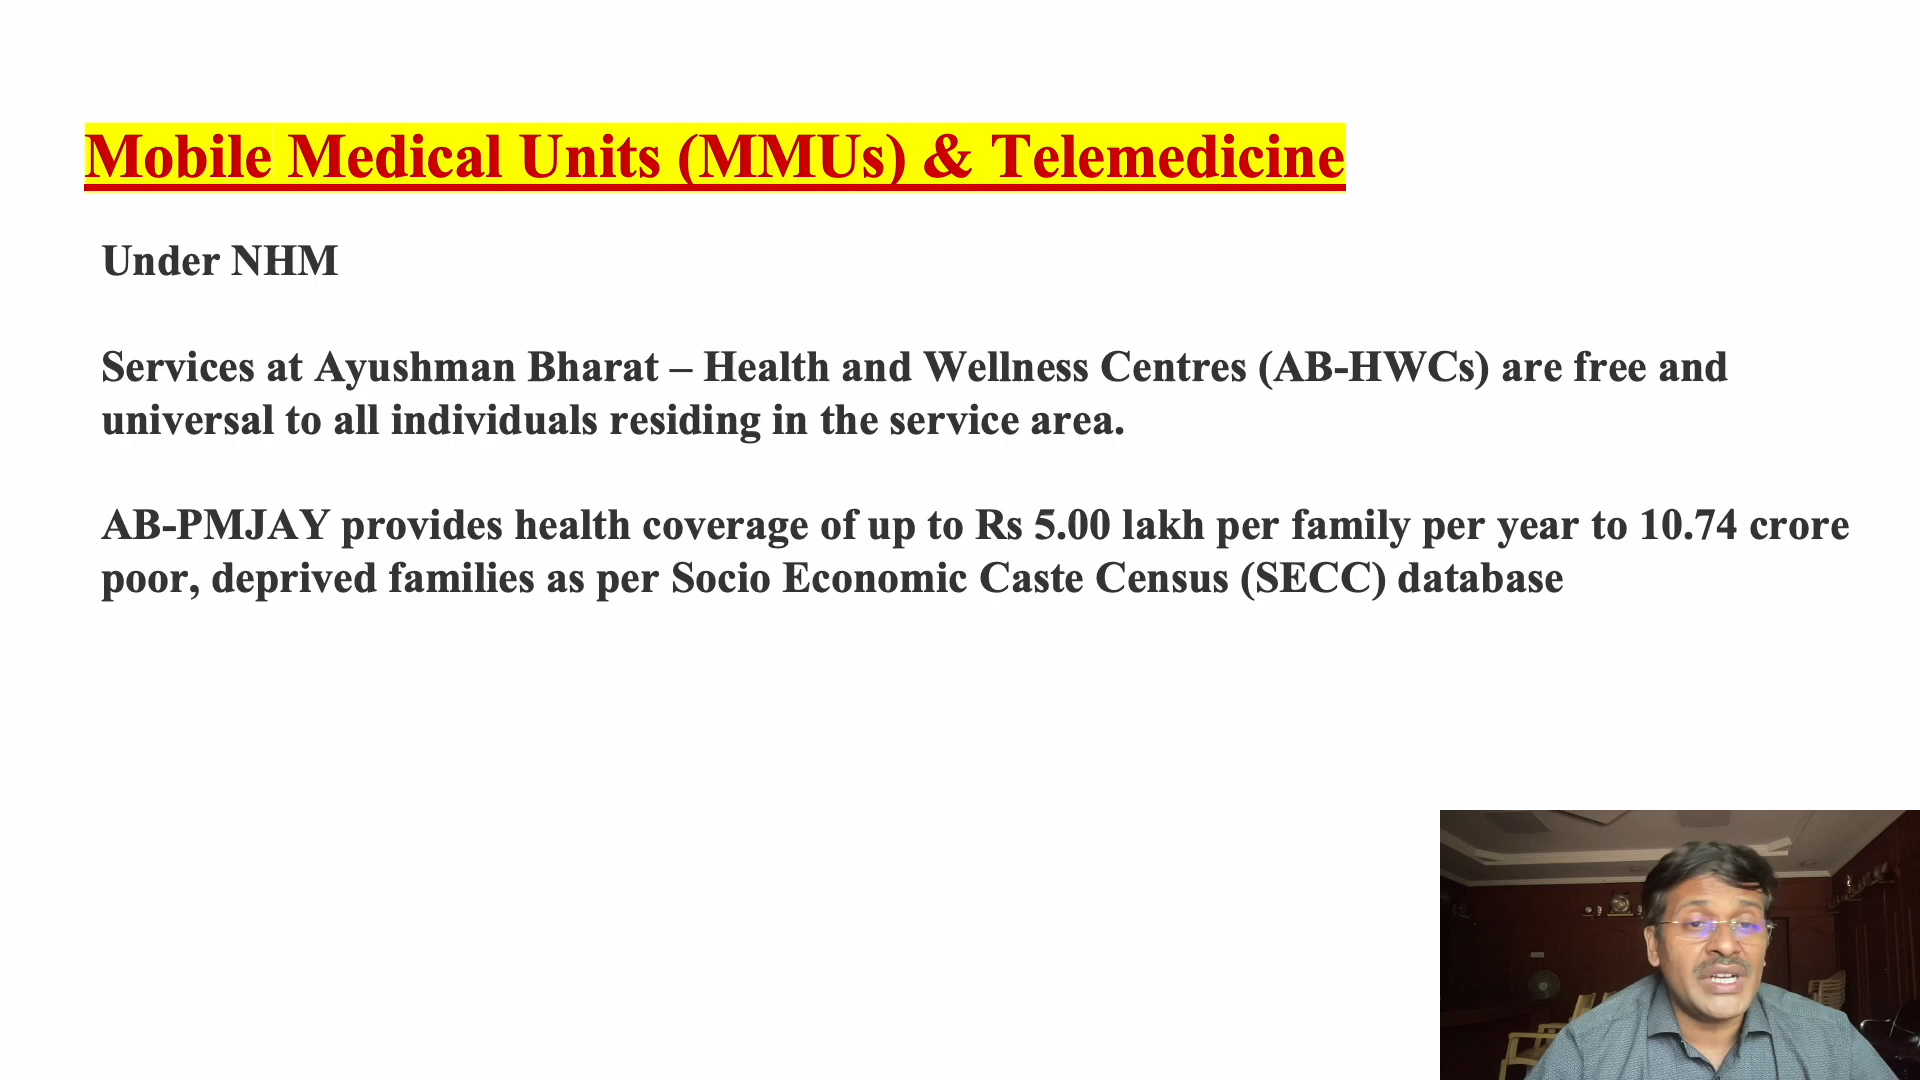 Mobile Medical Units (MMUs) & Telemedicine
Under NHM
Services at Ayushman Bharat – Health and Wellness Centres (AB-HWCs) are free and
universal to all individuals residing in the service area.
AB-PMJAY provides health coverage of up to Rs 5.00 lakh per family per year to 10.74 crore
poor, deprived families as per Socio Economic Caste Census (SECC) database